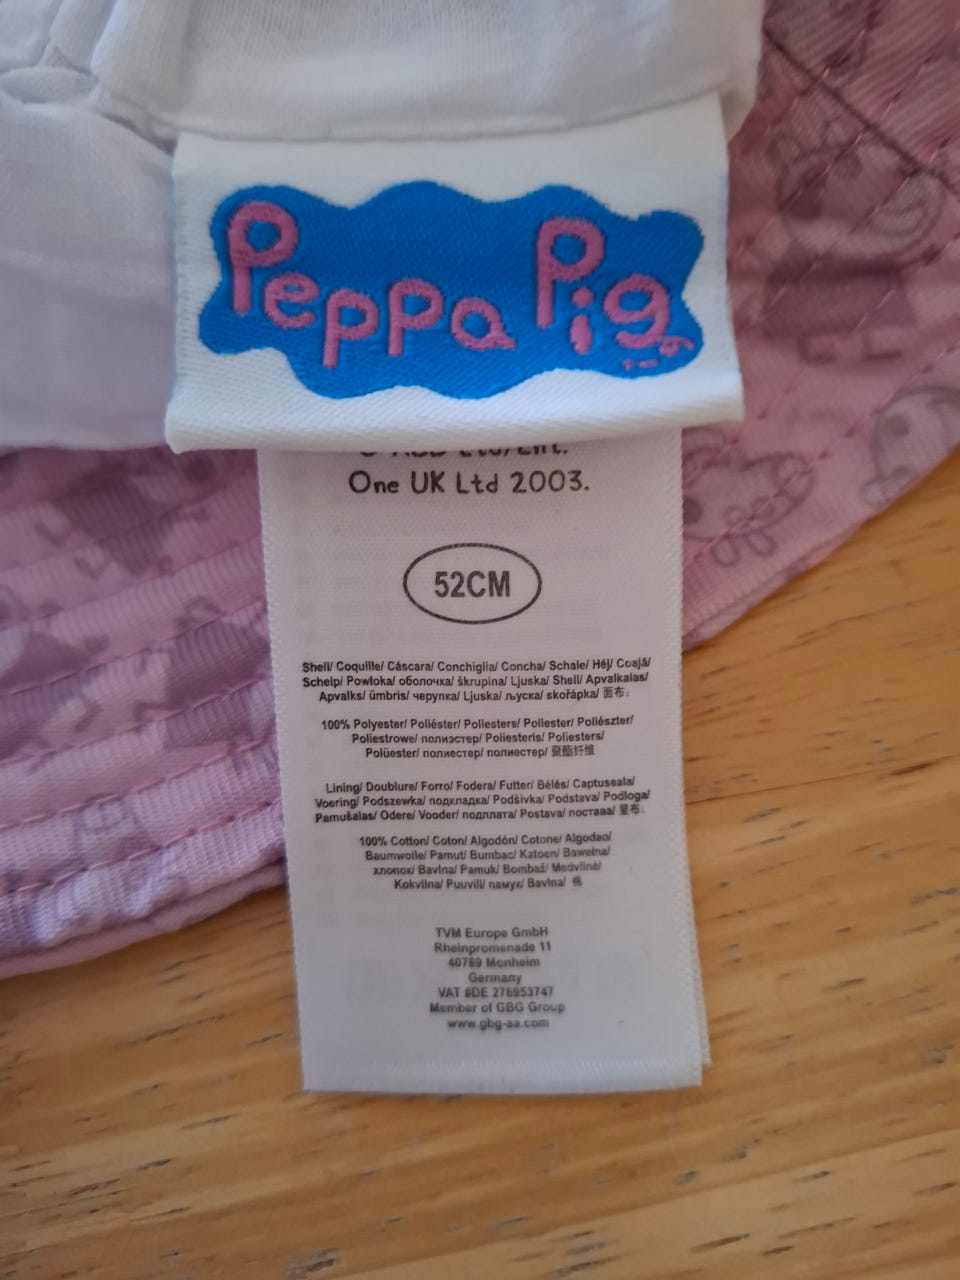 Peppa Pig
One UK Ltd 2003.
52CM
Shell/ Coquille/ Cáscara/ Conchiglia/ Concha/ Schale/ Héj/ Coajă/
Schelp/ Powłoka/ оболочка/ škrupina/ Ljuska/ Shell/ Apvalkalas/
Apvalks/ ümbris/ черупка/ Ljuska/ љуска/ skořápka/ 面布:
100% Polyester/ Poliéster/ Poliestere/ Poliester/ Poliészter/
Poliestrowe/ полиэстер/ Poliesteris/ Poliesters/
Polüester/ полиестер/ полиестер/ 聚酯纤维
Lining/ Doublure/ Forro/ Fodera/ Futter/ Bélés/ Captuseala/
Voering/ Podszewka/ подкладка/ Podšívka/ Podstava/ Podloga/
Pamušalas/ Odere/ Vooder/ подплата/ Postava/ постава/ 里布:
100% Cotton/ Coton/ Algodón/ Cotone/ Algodao/
Baumwolle/ Pamut/ Bumbac/ Katoen/ Bawełna/
хлопок/ Bavlna/ Pamuk/ Bombaž/ Medvilnė/
Kokvilna/ Puuvill/ памук/ Bavlna/ 棉
TVM Europe GmbH
Rheinpromenade 11
40789 Monheim
Germany
VAT #DE 276953747
Member of GBG Group
www.gbg-aa.com